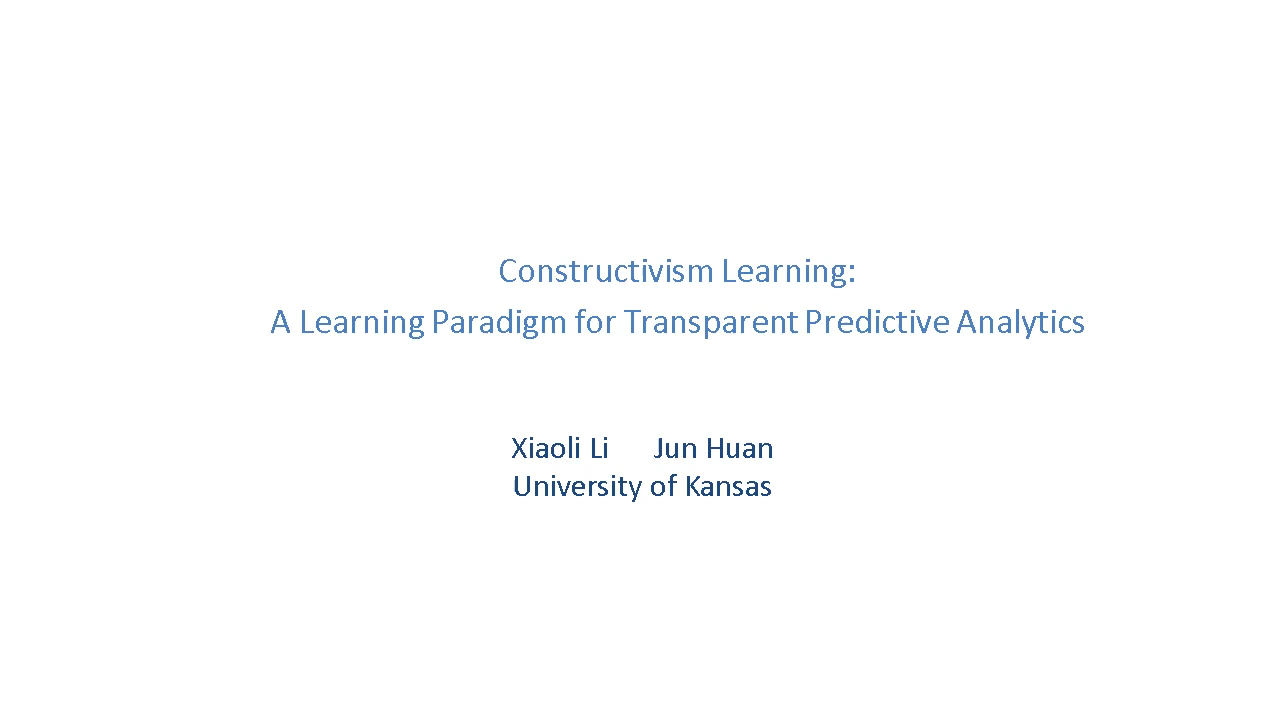 Constructivism Learning:
A Learning Paradigm for Transparent Predictive Analytics
Xiaoli Li Jun Huan
University of Kansas